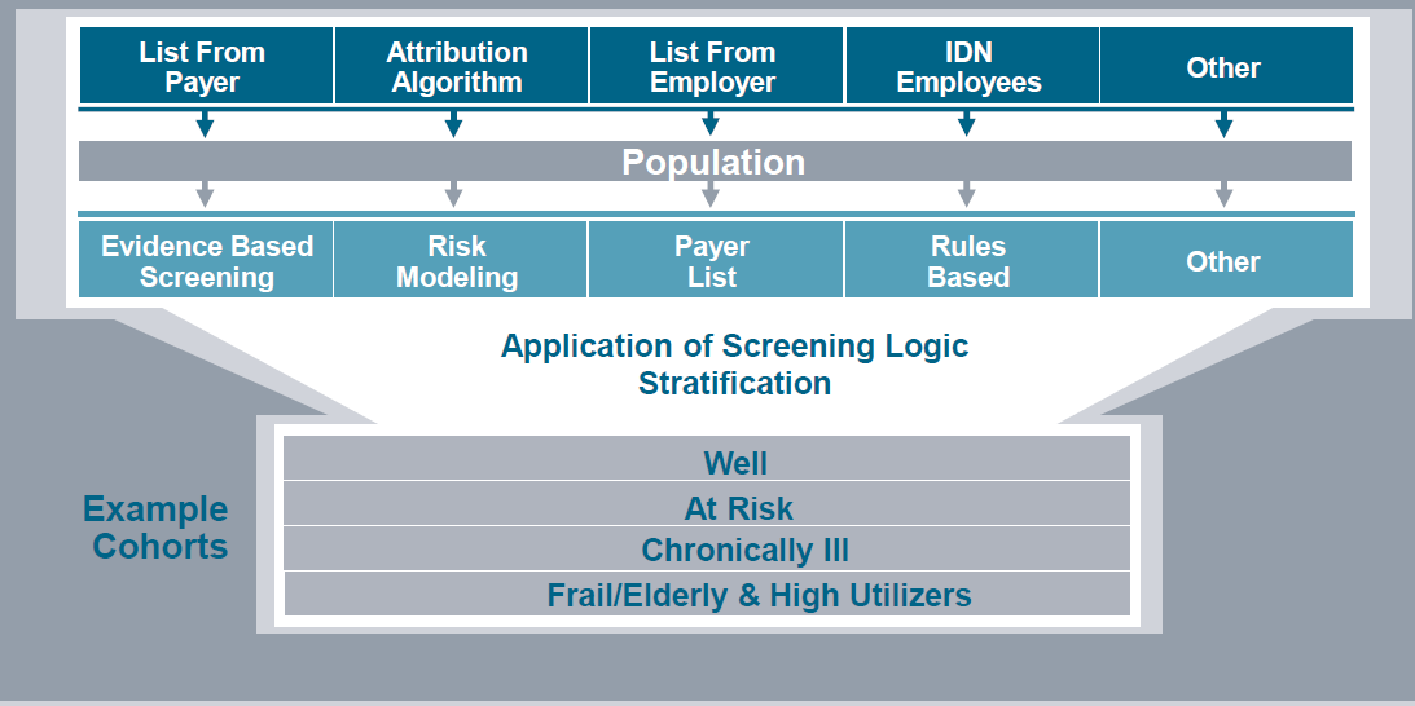 List From
Payer
Attribution
Algorithm
List From
Employer
IDN
Employees
Other
Population
Evidence Based
Screening
Risk
Modeling
Payer
List
Rules
Based
Other
Application of Screening Logic
Stratification
Example
Cohorts
Well
At Risk
Chronically Ill
Frail/Elderly & High Utilizers